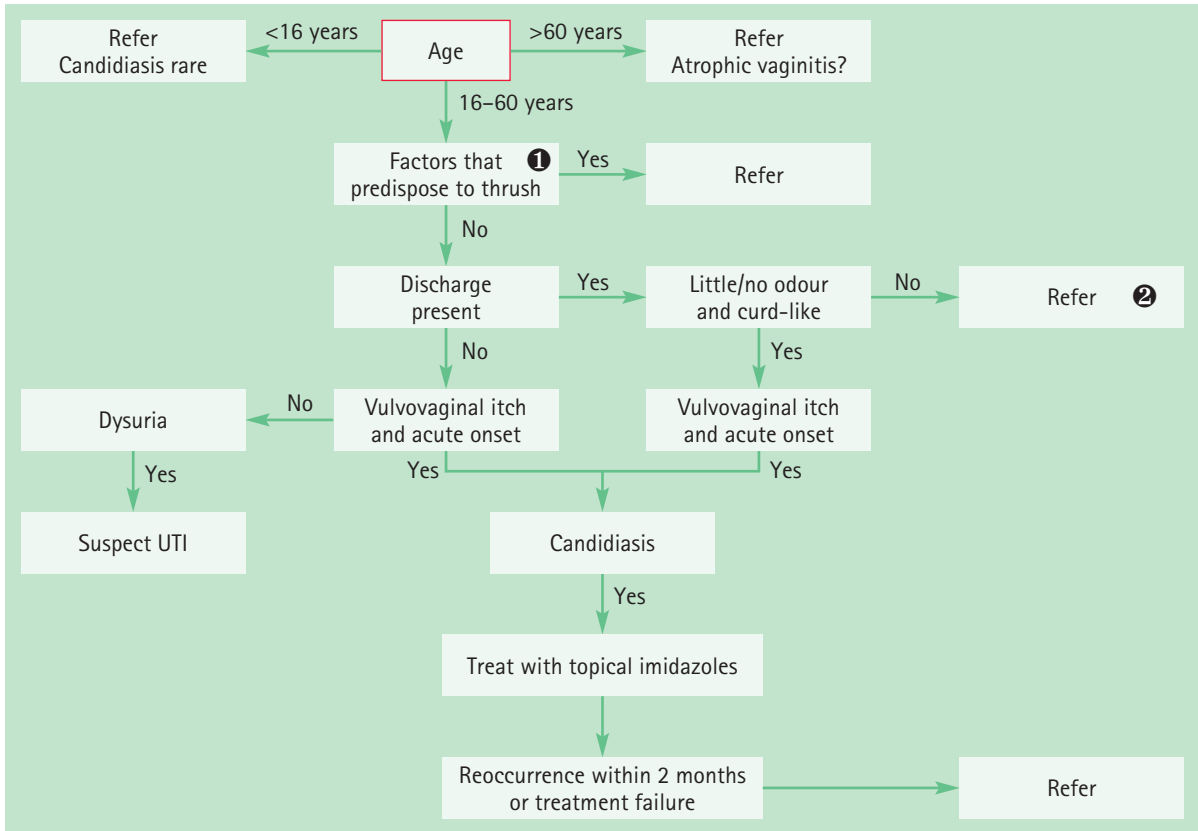 Refer
Candidiasis rare
<16 years
Age
>60 years
Refer
Atrophic vaginitis?
16–60 years
Factors that ❶
predispose to thrush
Yes
Refer
No
Discharge
present
Yes
Little/no odour
and curd-like
No
Refer ❷
No
Yes
Dysuria
No
Vulvovaginal itch
and acute onset
Vulvovaginal itch
and acute onset
Yes
Yes
Yes
Suspect UTI
Candidiasis
Yes
Treat with topical imidazoles
Reoccurrence within 2 months
or treatment failure
Refer